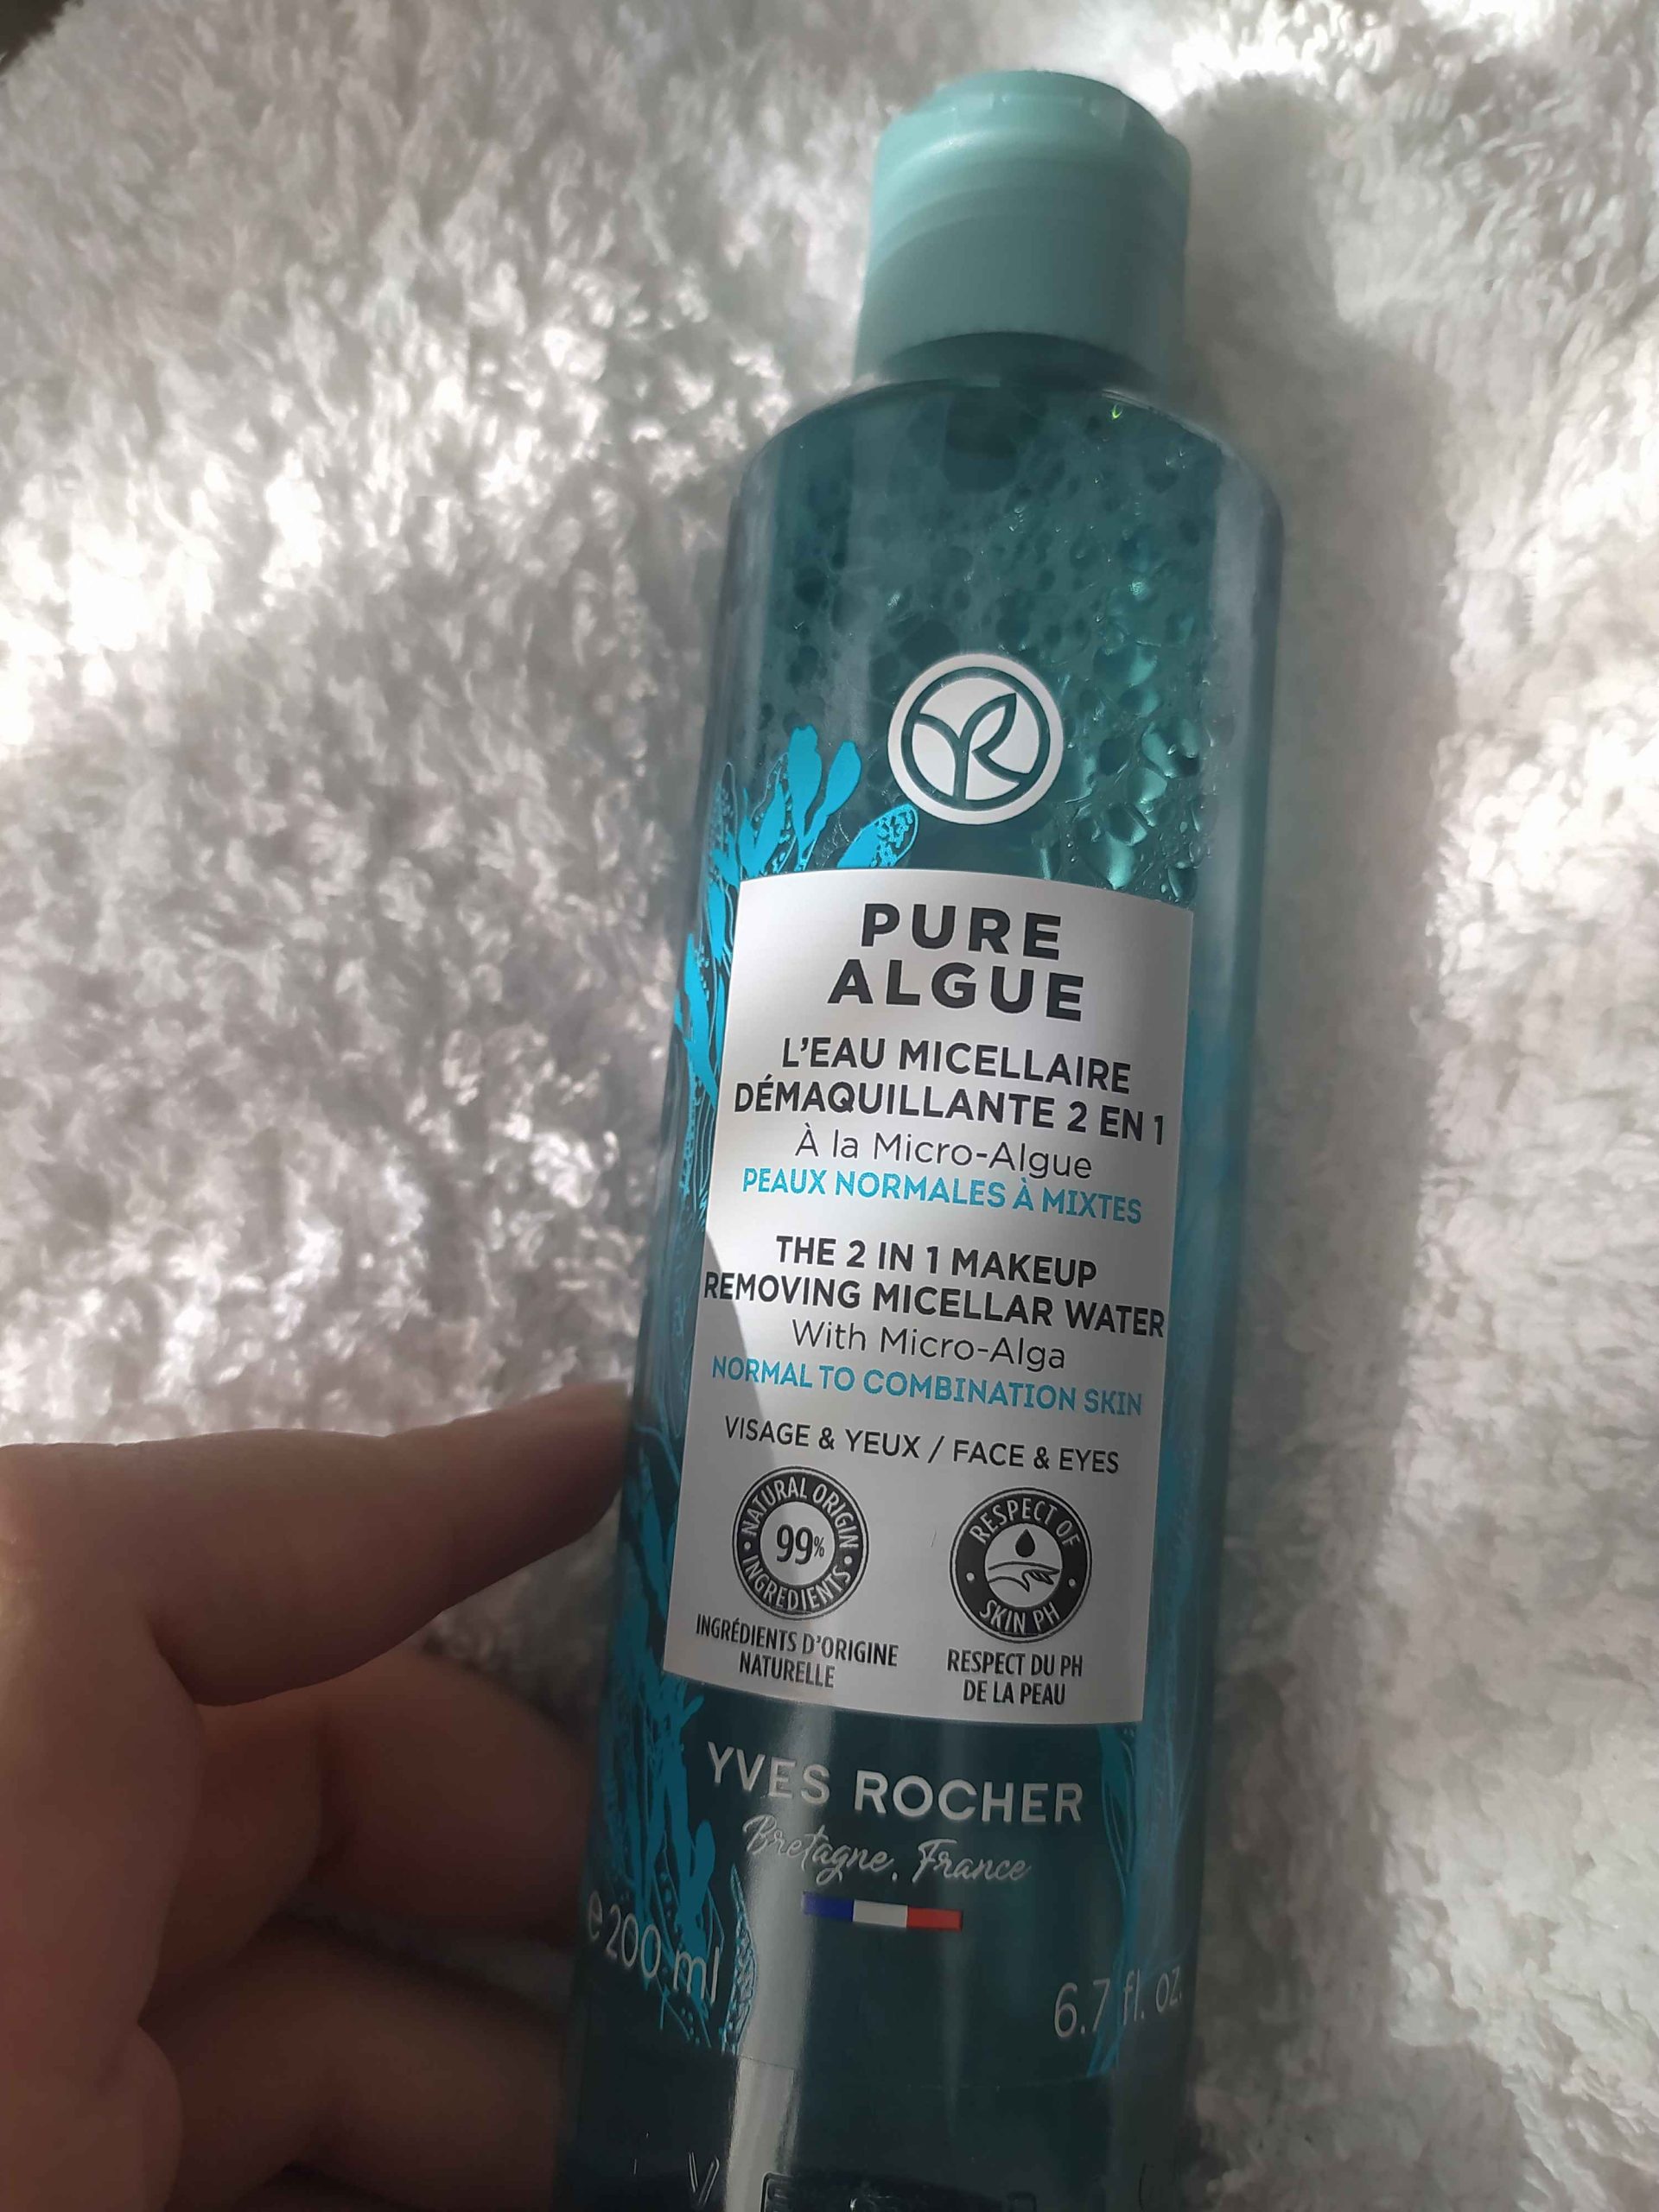 YR
PURE
ALGUE
L'EAU MICELLAIRE
DÉMAQUILLANTE 2 EN 1
À la Micro-Algue
PEAUX NORMALES À MIXTES
THE 2 IN 1 MAKEUP
REMOVING MICELLAR WATER
With Micro-Alga
NORMAL TO COMBINATION SKIN
VISAGE & YEUX / FACE & EYES
NATURAL ORIGIN
99%
INGREDIENTS
INGRÉDIENTS D'ORIGINE
NATURELLE
RESPECT OF
SKIN PH
RESPECT DU PH
DE LA PEAU
YVES ROCHER
Bretagne, France
e 200 ml
6.7 fl. oz.